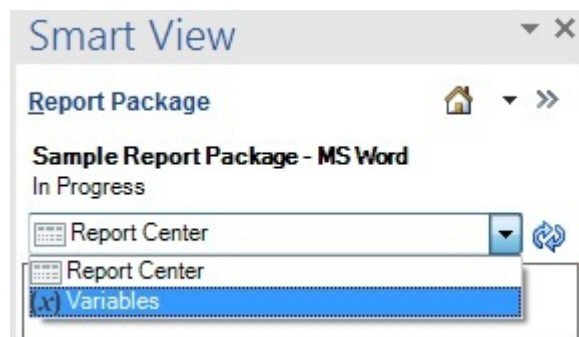 Smart View
Report Package
Sample Report Package - MS Word
In Progress
Report Center
Report Center
(x) Variables